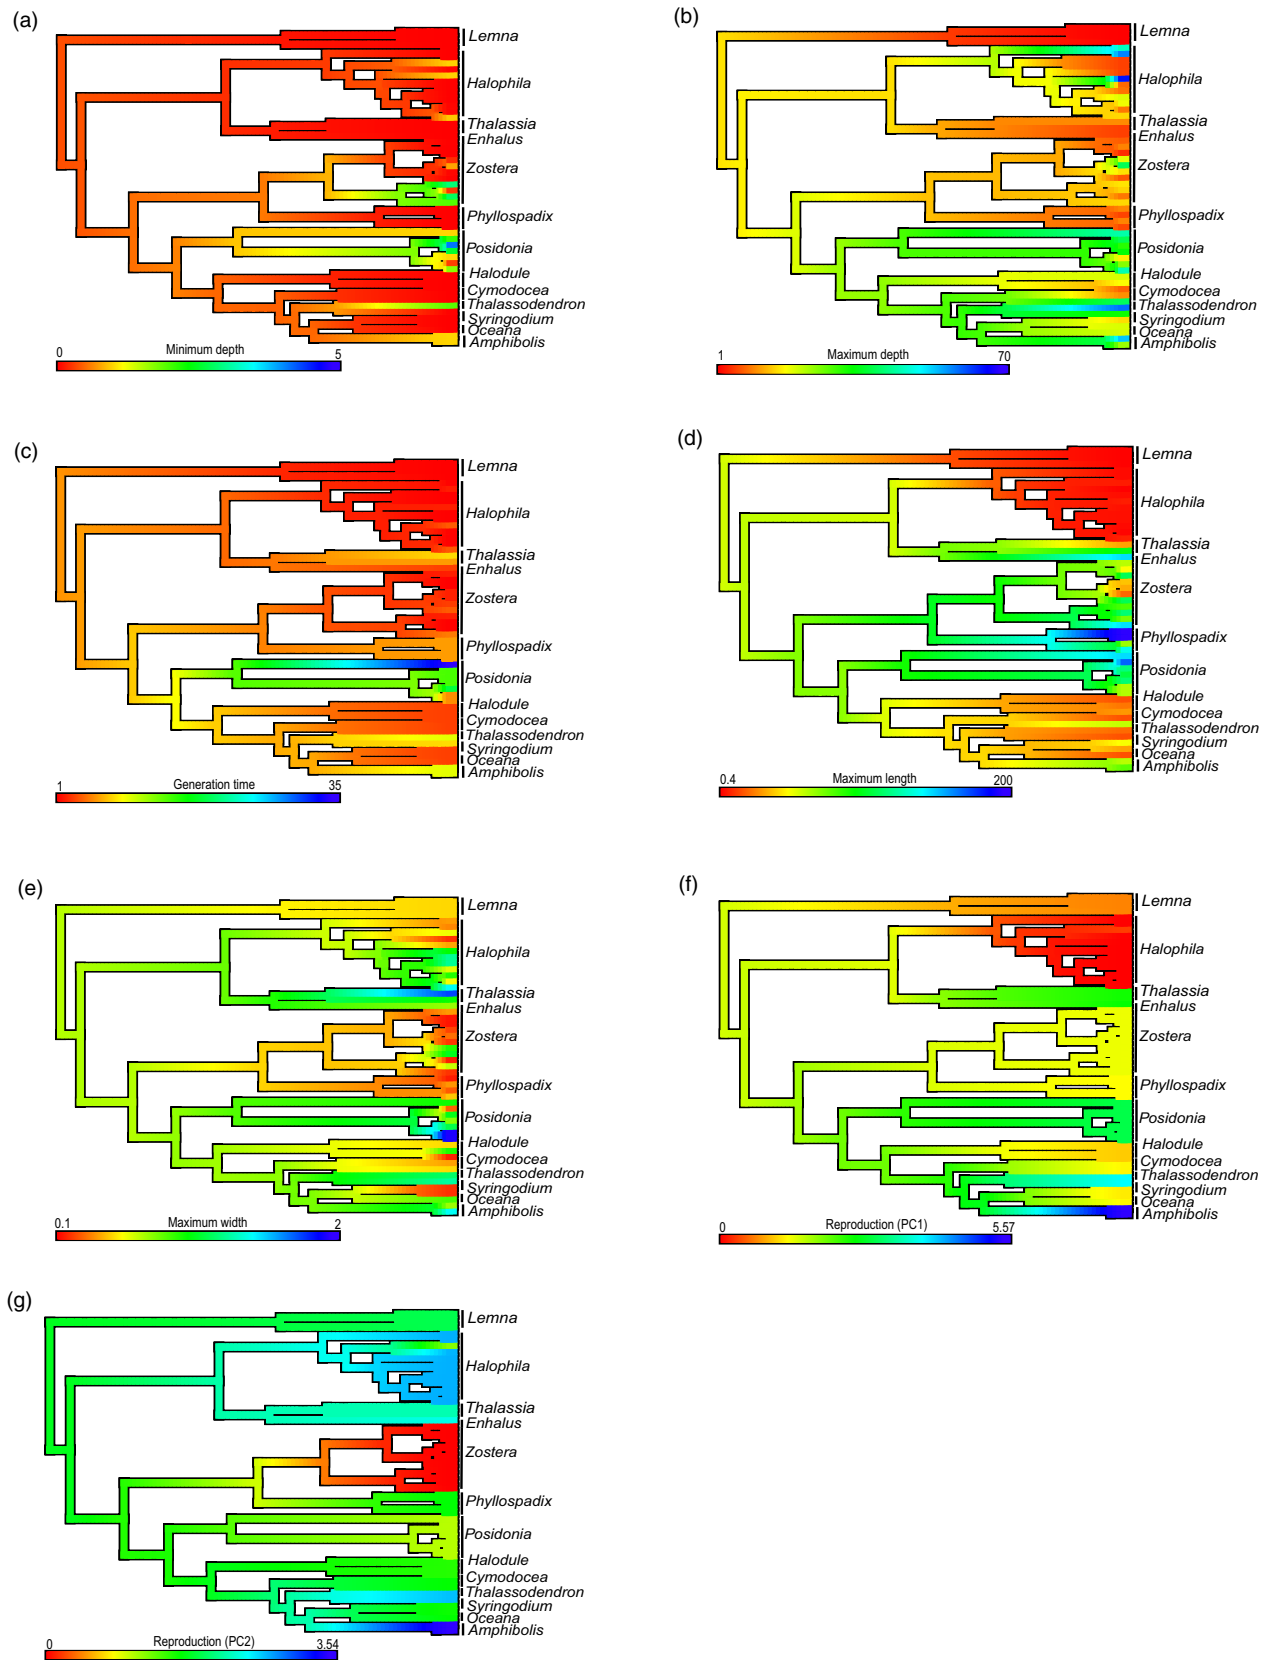 (a)
Lemna
Halophila
Thalassia
Enhalus
Zostera
Phyllospadix
Posidonia
Halodule
Cymodocea
Thalassodendron
Syringodium
Oceana
Amphibolis
0 Minimum depth 5
(b)
Lemna
Halophila
Thalassia
Enhalus
Zostera
Phyllospadix
Posidonia
Halodule
Cymodocea
Thalassodendron
Syringodium
Oceana
Amphibolis
1 Maximum depth 70
(c)
Lemna
Halophila
Thalassia
Enhalus
Zostera
Phyllospadix
Posidonia
Halodule
Cymodocea
Thalassodendron
Syringodium
Oceana
Amphibolis
1 Generation time 35
(d)
Lemna
Halophila
Thalassia
Enhalus
Zostera
Phyllospadix
Posidonia
Halodule
Cymodocea
Thalassodendron
Syringodium
Oceana
Amphibolis
0.4 Maximum length 200
(e)
Lemna
Halophila
Thalassia
Enhalus
Zostera
Phyllospadix
Posidonia
Halodule
Cymodocea
Thalassodendron
Syringodium
Oceana
Amphibolis
0.1 Maximum width 2
(f)
Lemna
Halophila
Thalassia
Enhalus
Zostera
Phyllospadix
Posidonia
Halodule
Cymodocea
Thalassodendron
Syringodium
Oceana
Amphibolis
0 Reproduction (PC1) 5.57
(g)
Lemna
Halophila
Thalassia
Enhalus
Zostera
Phyllospadix
Posidonia
Halodule
Cymodocea
Thalassodendron
Syringodium
Oceana
Amphibolis
0 Reproduction (PC2) 3.54